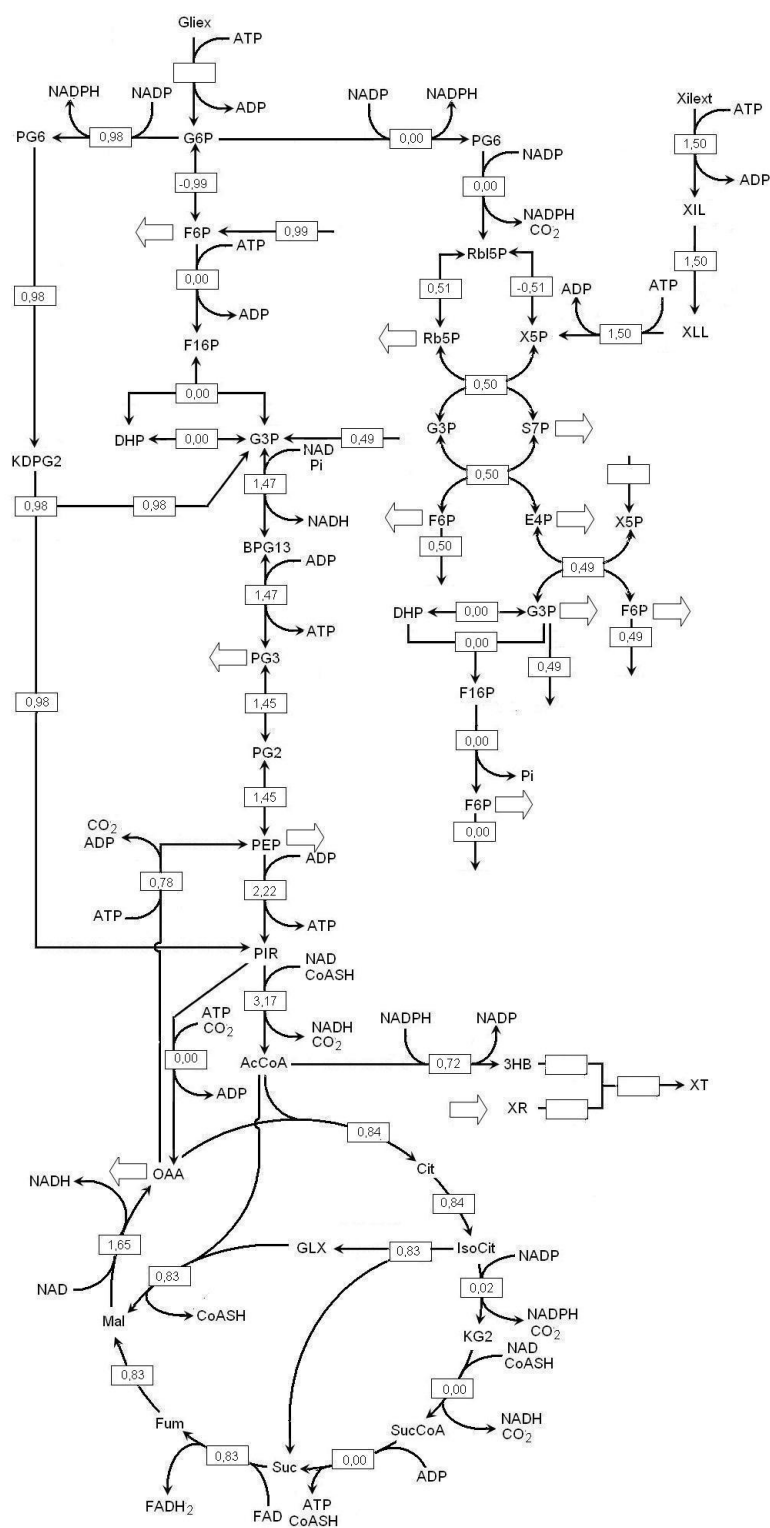 Gliex
ATP
ADP
NADPH
NADP
NADP
NADPH
PG6
0,98
G6P
0,00
PG6
Xilext
ATP
1,50
ADP
XIL
-0,99
NADP
0,00
NADPH
CO2
F6P
0,99
ATP
0,00
ADP
Rbl5P
1,50
0,98
0,51
-0,51
ADP
ATP
F16P
Rb5P
X5P
1,50
XLL
0,00
0,50
DHP
0,00
G3P
0,49
G3P
S7P
NAD
Pi
KDPG2
0,98
0,98
1,47
0,50
NADH
F6P
E4P
X5P
0,50
BPG13
ADP
0,49
1,47
ATP
DHP
0,00
G3P
F6P
0,00
0,49
0,49
PG3
F16P
0,98
1,45
0,00
PG2
Pi
1,45
F6P
0,00
CO2
ADP
PEP
ADP
0,78
2,22
ATP
ATP
PIR
NAD
CoASH
3,17
ATP
CO2
NADH
CO2
NADPH
NADP
0,00
AcCoA
0,72
3HB
XT
ADP
XR
0,84
OAA
Cit
NADH
0,84
1,65
GLX
0,83
IsoCit
NADP
NAD
0,83
0,02
Mal
CoASH
NADPH
CO2
KG2
NAD
CoASH
0,83
0,00
Fum
SucCoA
NADH
CO2
0,83
Suc
0,00
ADP
FADH2
FAD
ATP
CoASH